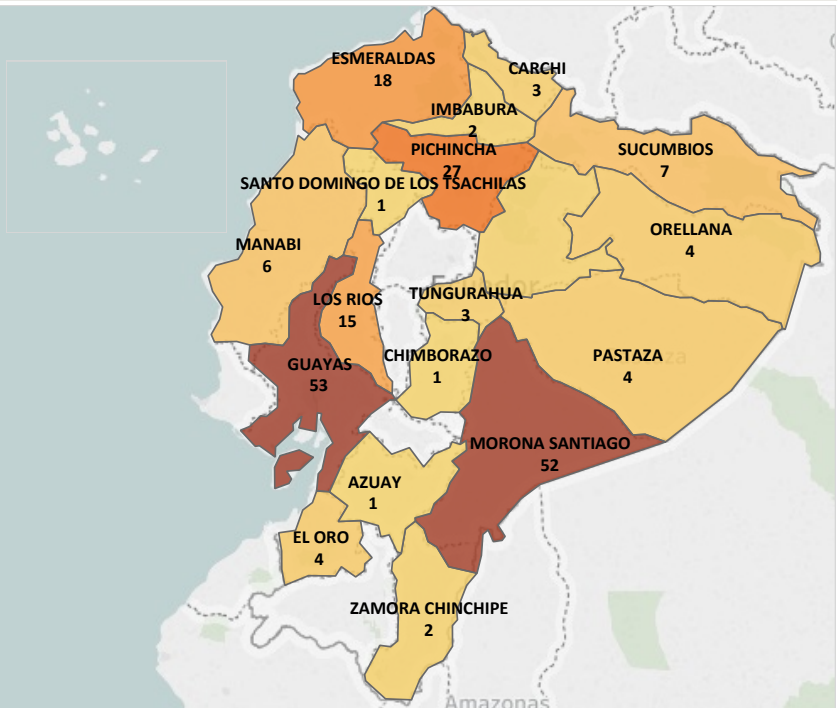 ESMERALDAS
18
CARCHI
3
IMBABURA
2
PICHINCHA
27
SUCUMBIOS
7
SANTO DOMINGO DE LOS TSACHILAS
1
ORELLANA
4
MANABI
6
TUNGURAHUA
3
LOS RIOS
15
CHIMBORAZO
1
PASTAZA
4
GUAYAS
53
MORONA SANTIAGO
52
AZUAY
1
EL ORO
4
ZAMORA CHINCHIPE
2
Amazonas